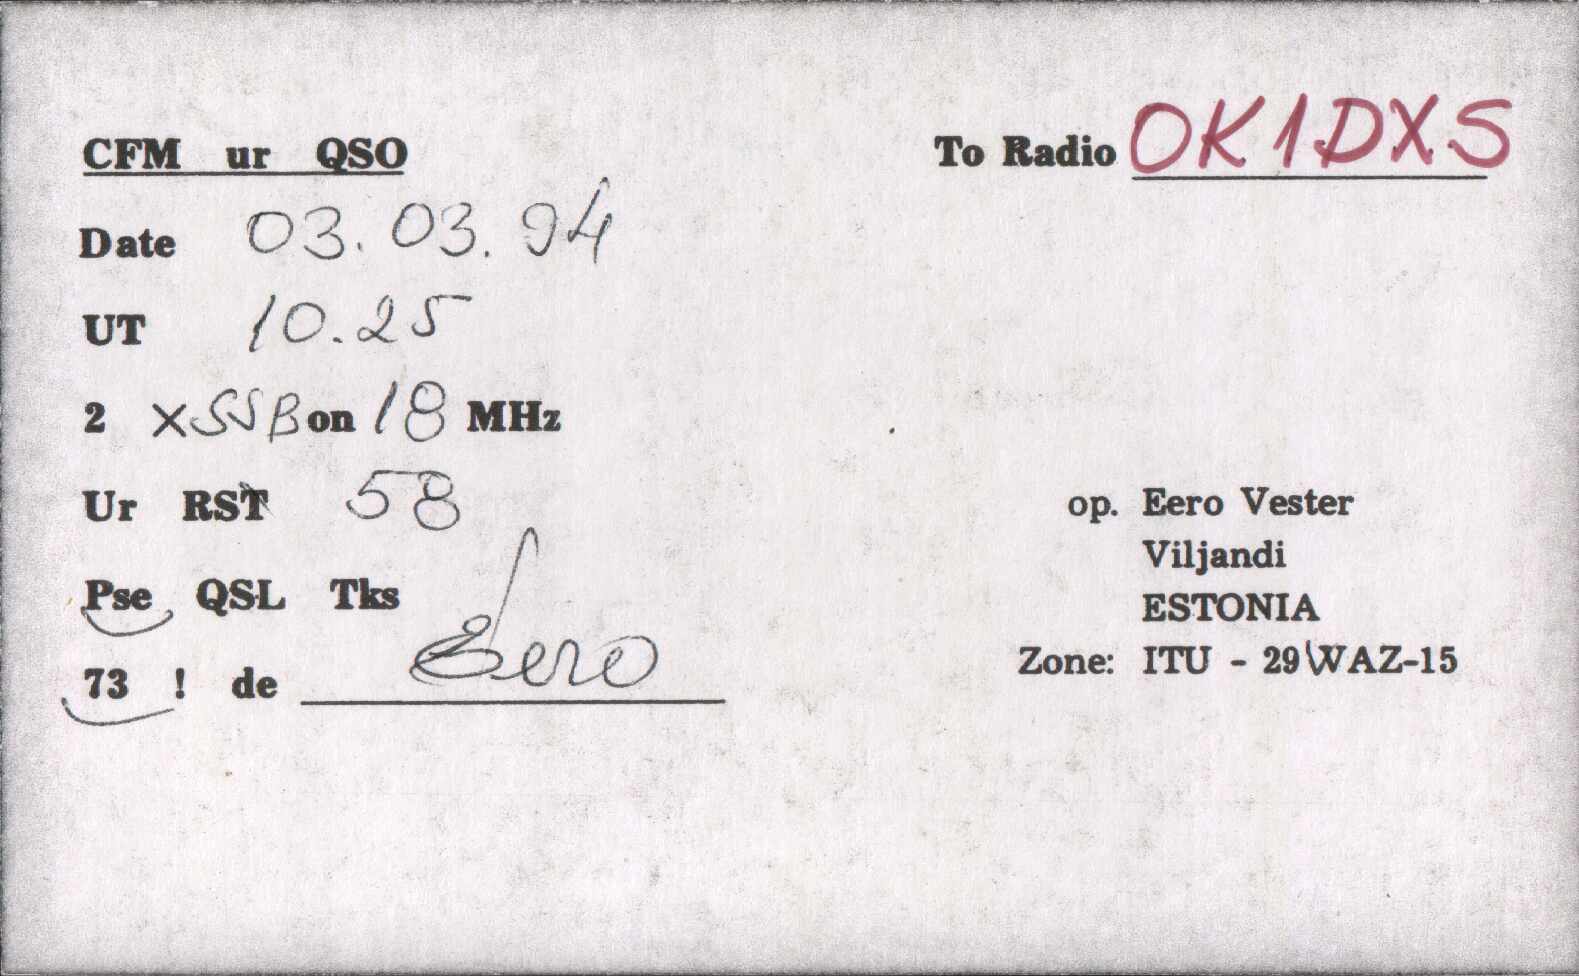 CFM ur QSO
Date 03.03.94
UT 10.25
2 XSSB on 18 MHz
Ur RST 58
Pse QSL Tks
73 ! de Eero
To Radio OK1DXS
op. Eero Vester
Viljandi
ESTONIA
Zone: ITU - 29\WAZ-15